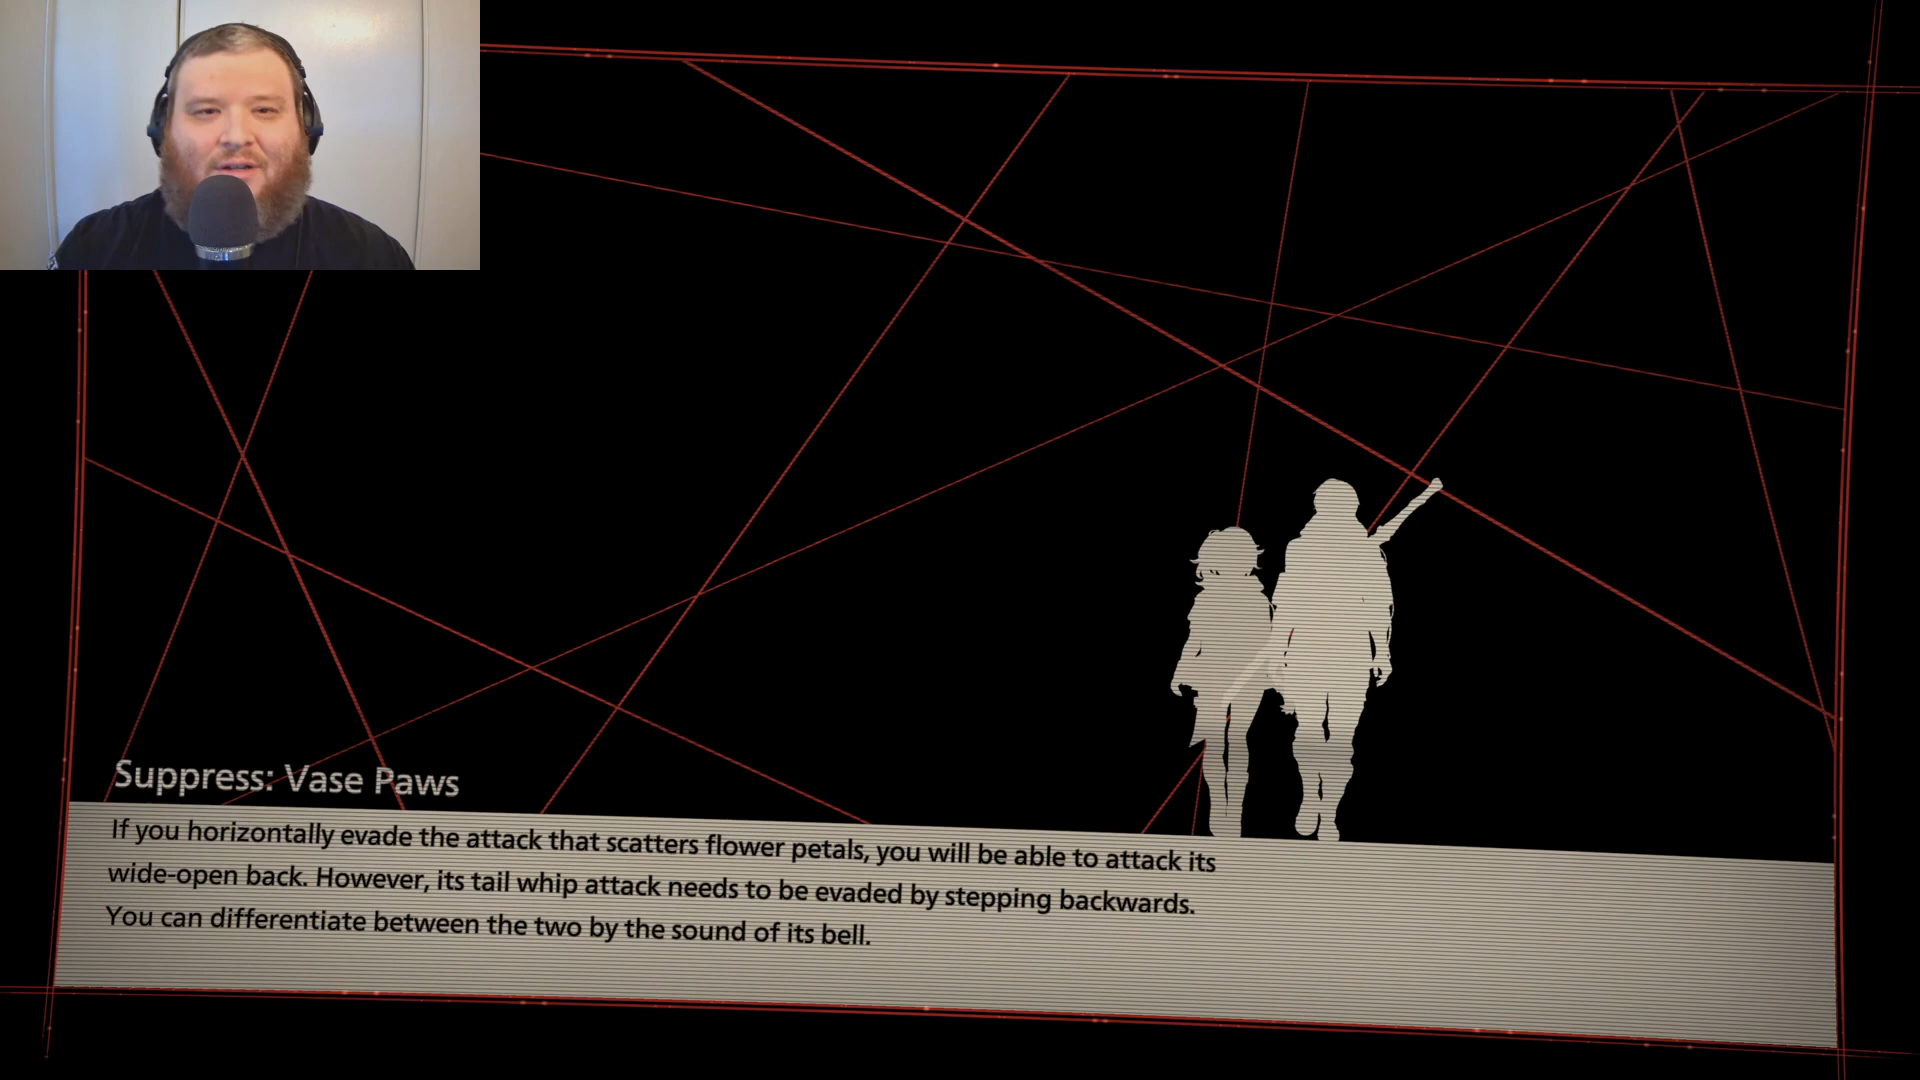 Suppress: Vase Paws
If you horizontally evade the attack that scatters flower petals, you will be able to attack its
wide-open back. However, its tail whip attack needs to be evaded by stepping backwards.
You can differentiate between the two by the sound of its bell.